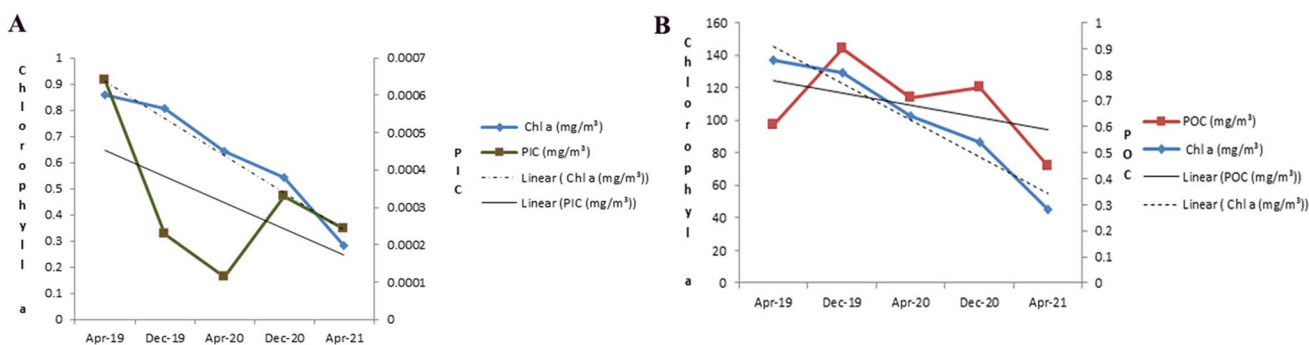 A
Chlorophyll a
1
0.9
0.8
0.7
0.6
0.5
0.4
0.3
0.2
0.1
0
0.0007
0.0006
0.0005
0.0004
0.0003
0.0002
0.0001
0
Apr-19 Dec-19 Apr-20 Dec-20 Apr-21
PIC
Chl a (mg/m³)
PIC (mg/m³)
Linear ( Chl a (mg/m³))
Linear (PIC (mg/m³))
B
Chlorophyl a
160
140
120
100
80
60
40
20
0
1
0.9
0.8
0.7
0.6
0.5
0.4
0.3
0.2
0.1
0
Apr-19 Dec-19 Apr-20 Dec-20 Apr-21
POC
POC (mg/m³)
Chl a (mg/m³)
Linear (POC (mg/m³))
Linear ( Chl a (mg/m³))